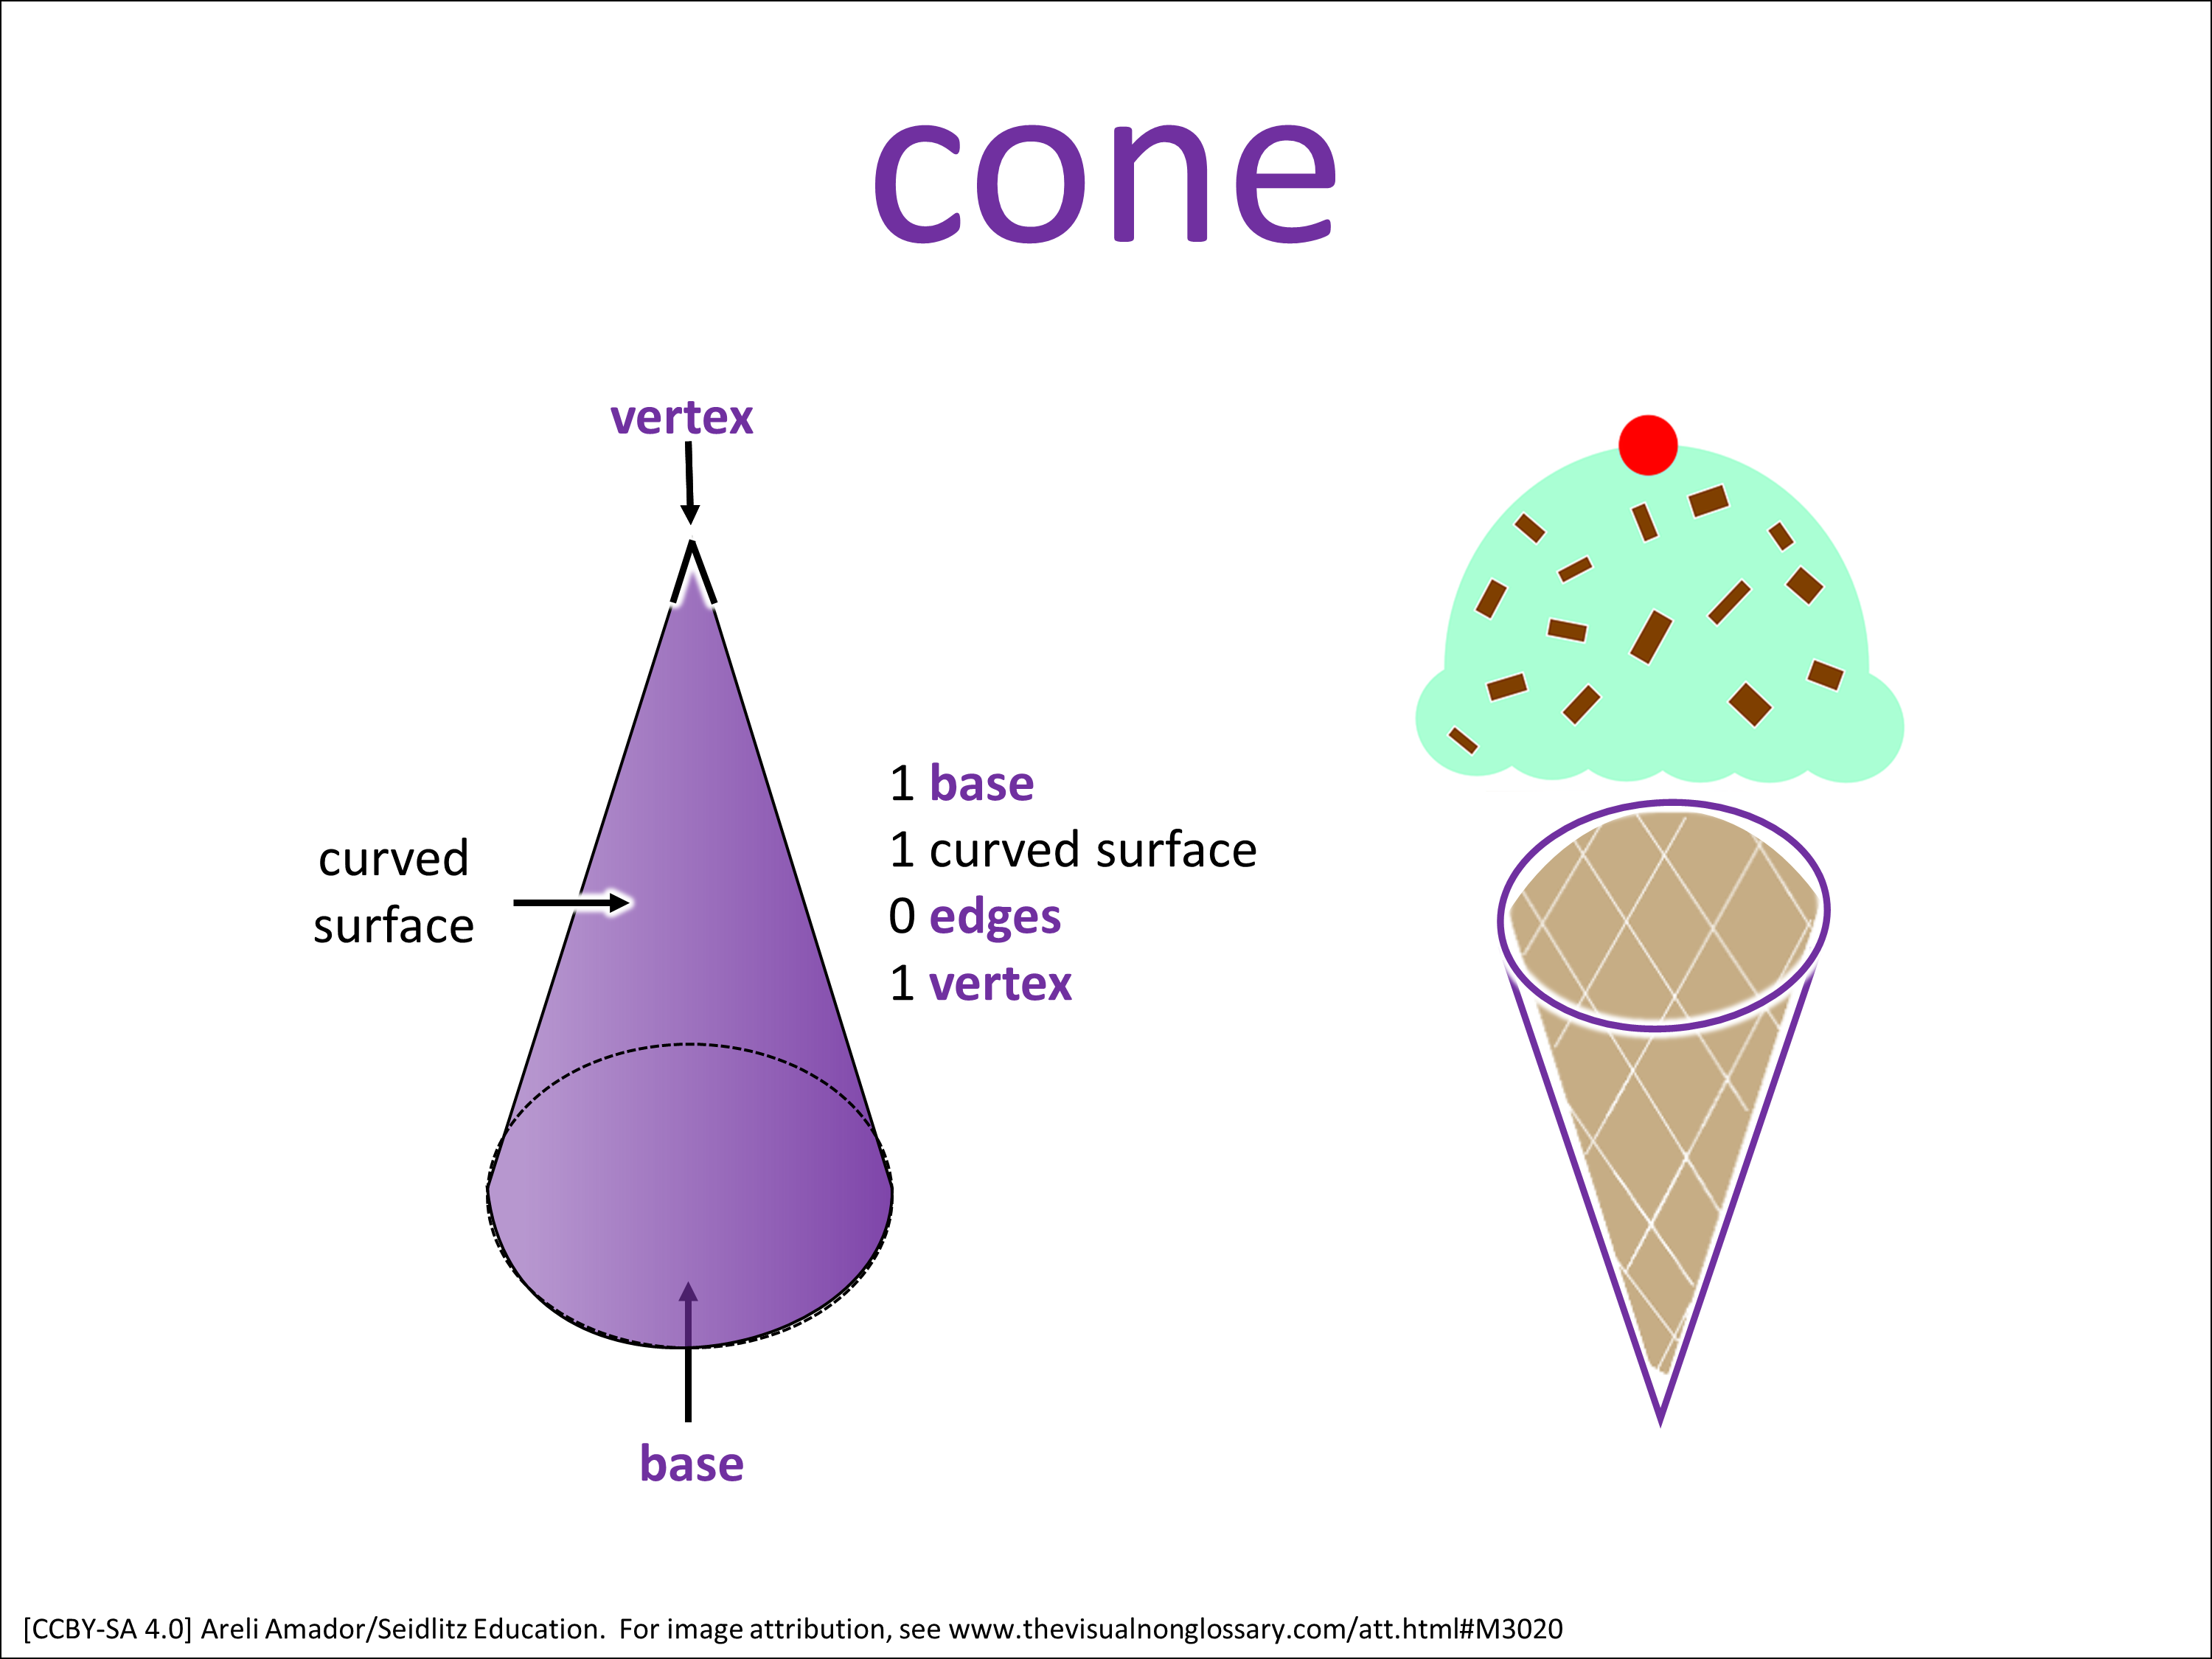 cone
vertex
curved
surface
1 base
1 curved surface
0 edges
1 vertex
base
[CCBY-SA 4.0] Areli Amador/Seidlitz Education.  For image attribution, see www.thevisualnonglossary.com/att.html#M3020